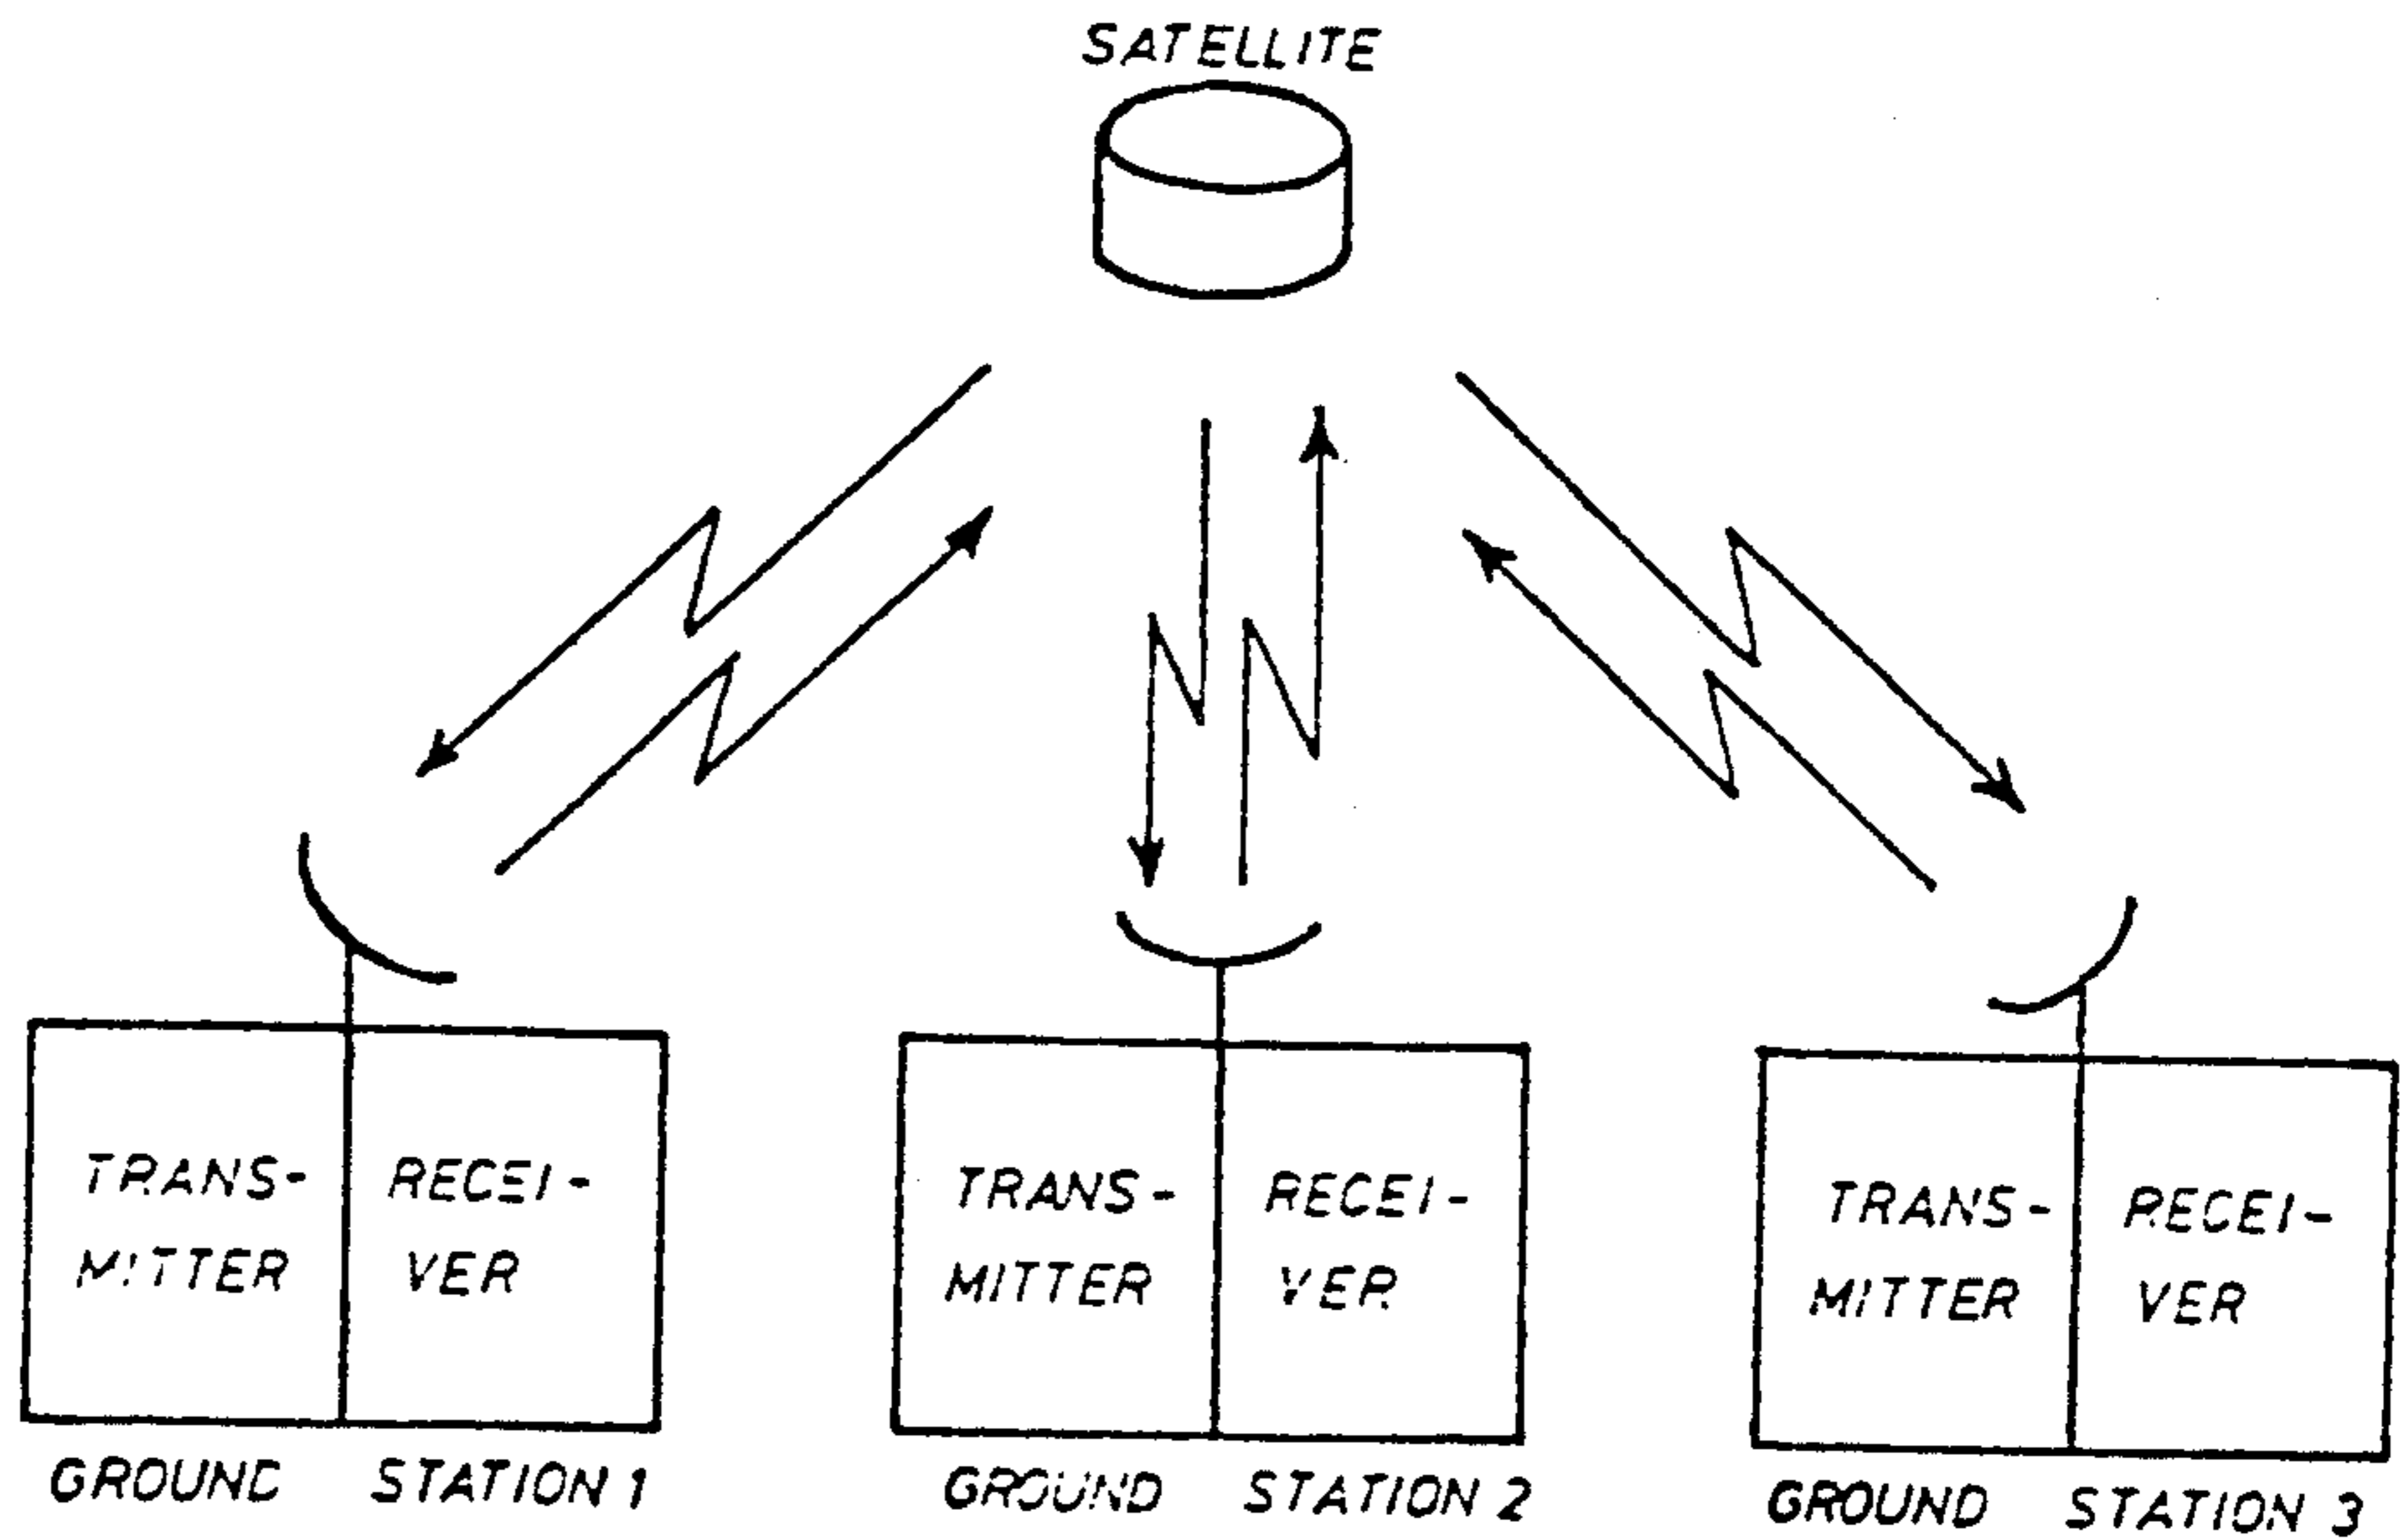 SATELLITE
TRANS- RECEI-
MITTER VER
GROUND STATION 1
TRANS- RECEI-
MITTER VER
GROUND STATION 2
TRANS- RECEI-
MITTER VER
GROUND STATION 3